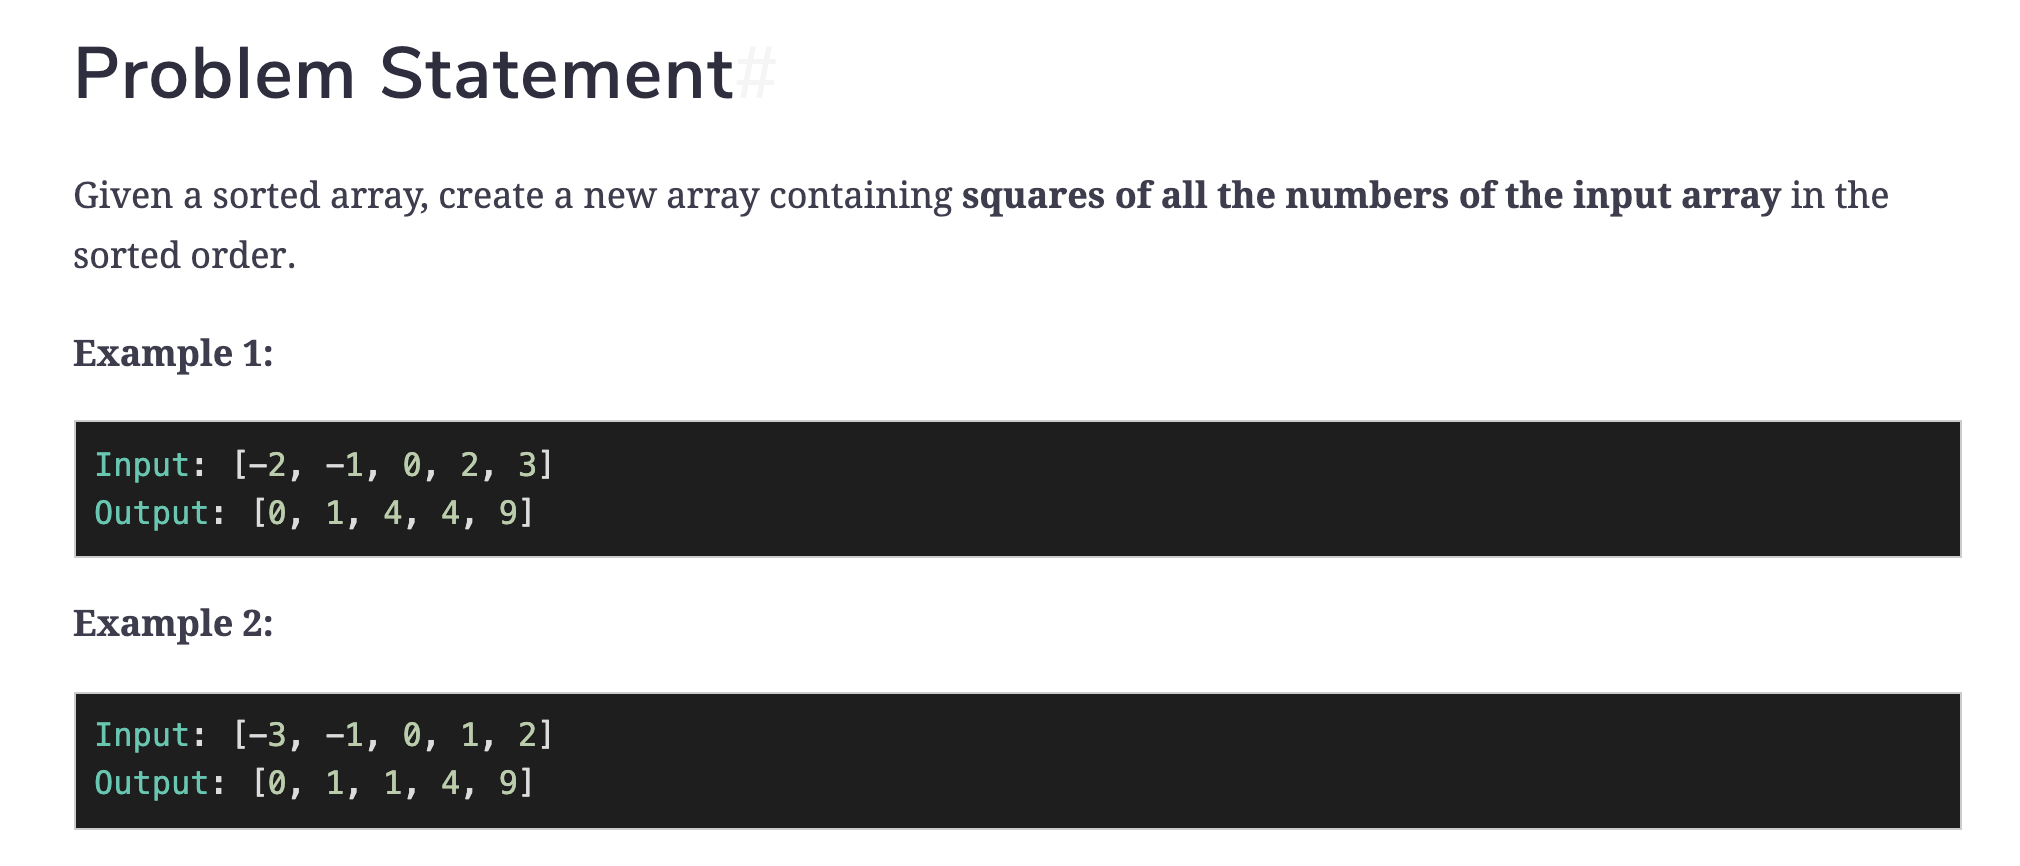 Problem Statement#
Given a sorted array, create a new array containing squares of all the numbers of the input array in the
sorted order.
Example 1:
Input: [-2, -1, 0, 2, 3]
Output: [0, 1, 4, 4, 9]
Example 2:
Input: [-3, -1, 0, 1, 2]
Output: [0, 1, 1, 4, 9]